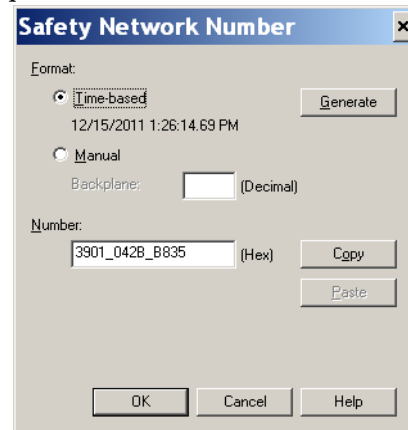 Safety Network Number
Format:
Time-based
Generate
12/15/2011 1:26:14.69 PM
Manual
Backplane:
(Decimal)
Number:
3901_042B_B835
(Hex)
Copy
Paste
OK
Cancel
Help